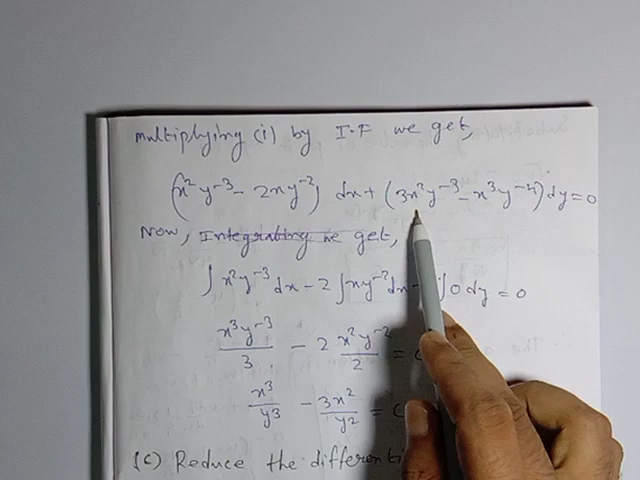 multiplying (i) by I.F we get,
(x² y⁻³ - 2xy⁻²) dx + (3x²y⁻³ - x³y⁻⁴) dy = 0
Now, Integrating we get,
∫ x²y⁻³ dx - 2 ∫ xy⁻² dx ∫ 0 dy = 0
x³y⁻³/3 - 2 x²y⁻²/2 = c
x³/y3 - 3x²/y2 = c
(c) Reduce the differenti